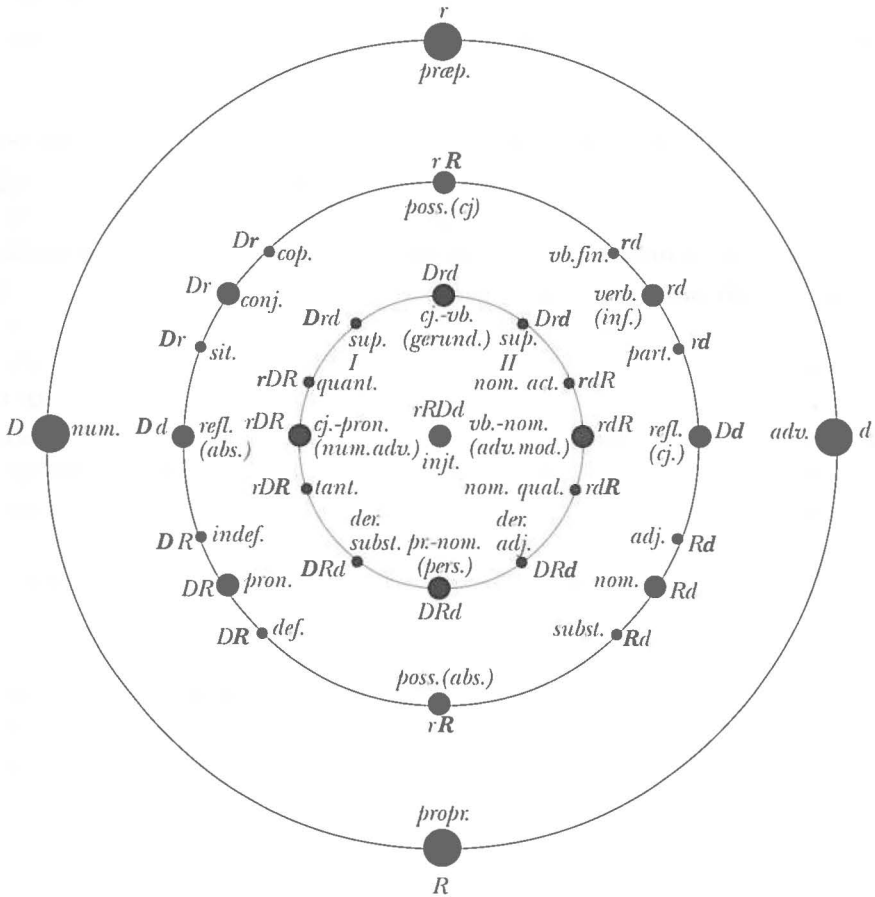 r
præp.
r R
poss.(cj)
Dr cop.
vb.fin. rd
Dr conj.
Drd
cj.-vb.
(gerund.)
verb. rd
(inf.)
Dr sit.
Drd sup.
I
Drd sup.
II
part. rd
rDR quant.
nom. act. rdR
D num.
D d refl.
(abs.)
rDR cj.-pron.
(num.adv.)
rRDd
injt.
vb.-nom. rdR
(adv.mod.)
refl. Dd
(cj.)
adv. d
rDR tant.
nom. qual. rdR
D R indef.
der.
subst.
DRd
pr.-nom.
(pers.)
DRd
der.
adj.
DRd
adj. Rd
DR pron.
nom. Rd
DR def.
subst. Rd
poss.(abs.)
rR
propr.
R